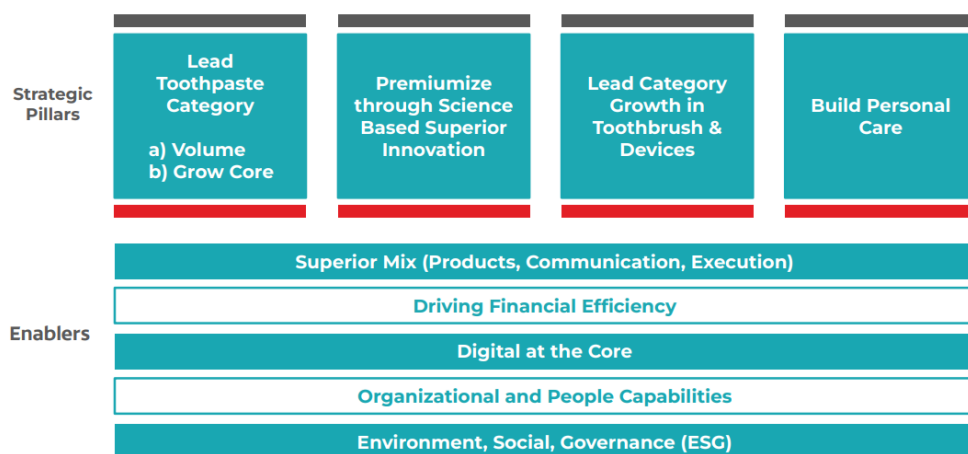 Strategic
Pillars
Lead
Toothpaste
Category
a) Volume
b) Grow Core
Premiumize
through Science
Based Superior
Innovation
Lead Category
Growth in
Toothbrush &
Devices
Build Personal
Care
Enablers
Superior Mix (Products, Communication, Execution)
Driving Financial Efficiency
Digital at the Core
Organizational and People Capabilities
Environment, Social, Governance (ESG)